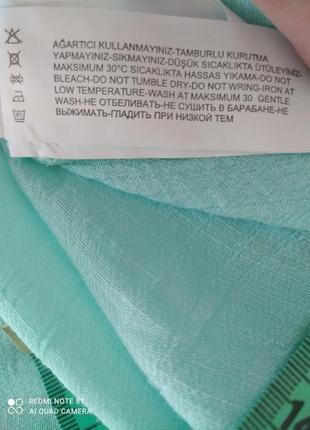 AĞARTICI KULLANMAYINIZ-TAMBURLU KURUTMA
YAPMAYINIZ-SIKMAYINIZ-DÜŞÜK SICAKLIKTA ÜTÜLEYİNİZ-
MAKSIMUM 30°C SICAKLIKTA HASSAS YIKAMA-DO NOT
BLEACH-DO NOT TUMBLE DRY-DO NOT WRING-IRON AT
LOW TEMPERATURE-WASH AT MAKSIMUM 30 GENTLE
WASH-НЕ ОТБЕЛИВАТЬ-НЕ СУШИТЬ В БАРАБАНЕ-НЕ
ВЫЖИМАТЬ-ГЛАДИТЬ ПРИ НИЗКОЙ ТЕМ
REDMI NOTE 8T
AI QUAD CAMERA